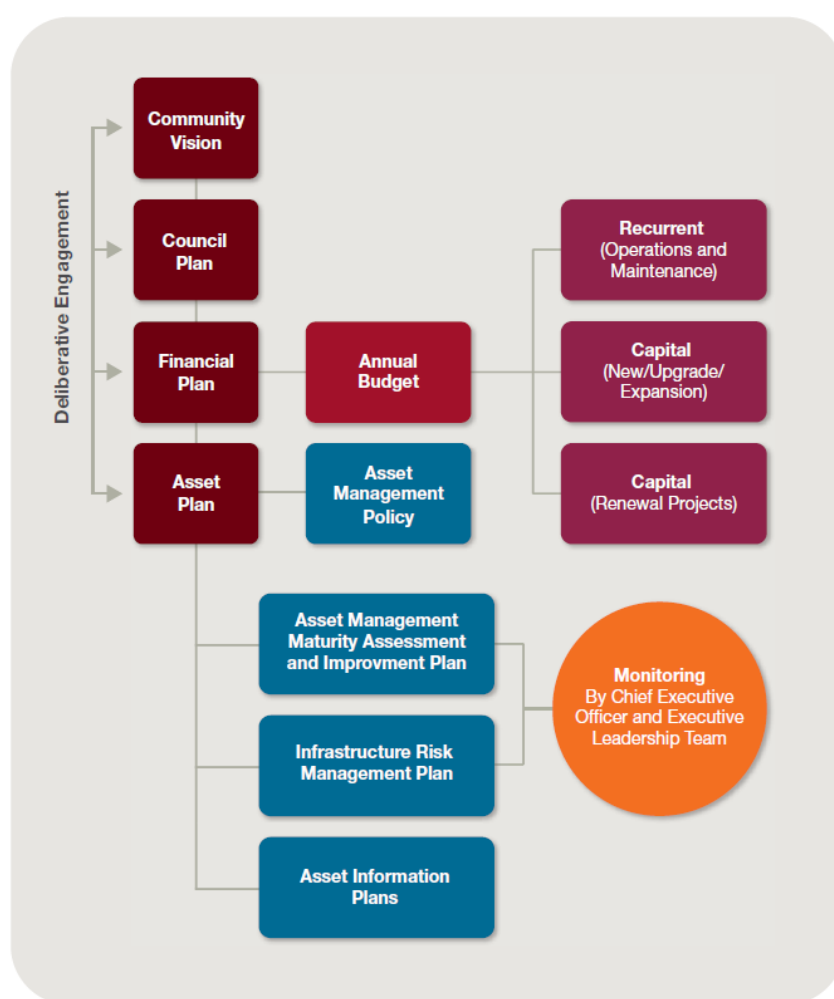 Deliberative Engagement
Community
Vision
Council
Plan
Financial
Plan
Asset
Plan
Annual
Budget
Asset
Management
Policy
Recurrent
(Operations and
Maintenance)
Capital
(New/Upgrade/
Expansion)
Capital
(Renewal Projects)
Asset Management
Maturity Assessment
and Improvment Plan
Infrastructure Risk
Management Plan
Asset Information
Plans
Monitoring
By Chief Executive
Officer and Executive
Leadership Team